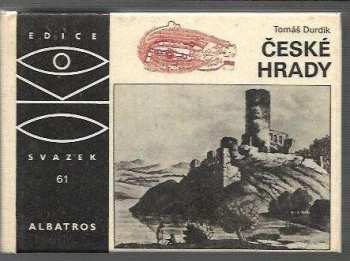 EDICE
SVAZEK
61
ALBATROS
Tomáš Durdík
ČESKÉ
HRADY